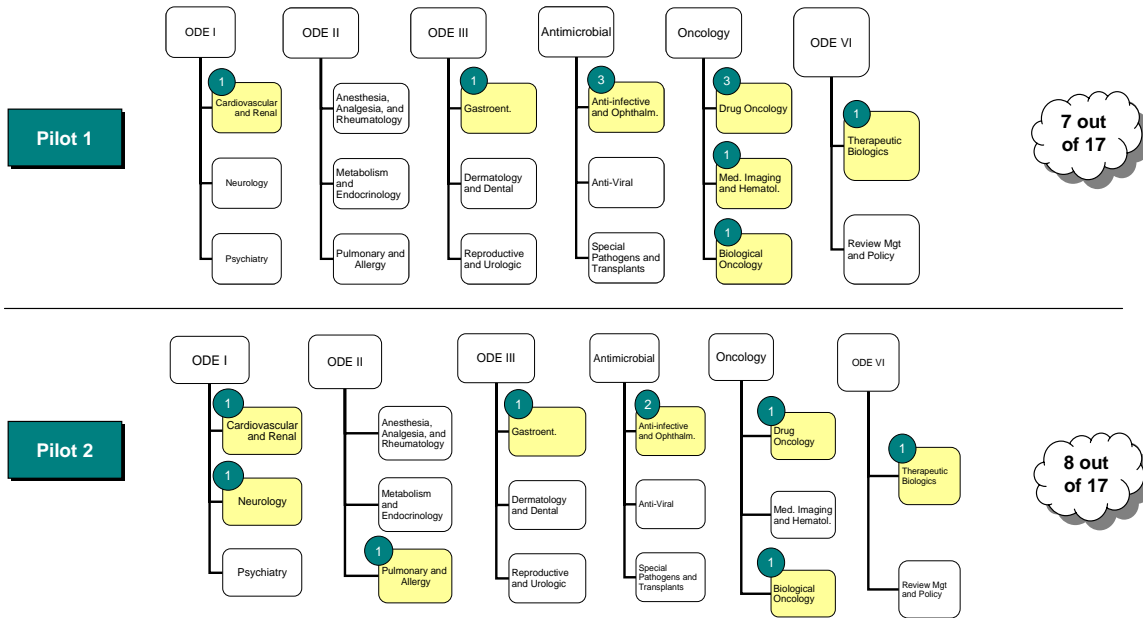 ODE I
ODE II
ODE III
Antimicrobial
Oncology
ODE VI
Pilot 1
1
Cardiovascular
and Renal
Neurology
Psychiatry
Anesthesia,
Analgesia, and
Rheumatology
Metabolism
and
Endocrinology
Pulmonary and
Allergy
1
Gastroent.
Dermatology
and Dental
Reproductive
and Urologic
3
Anti-infective
and Ophthalm.
Anti-Viral
Special
Pathogens and
Transplants
3
Drug Oncology
1
Med. Imaging
and Hematol.
1
Biological
Oncology
1
Therapeutic
Biologics
Review Mgt
and Policy
7 out
of 17
ODE I
ODE II
ODE III
Antimicrobial
Oncology
ODE VI
Pilot 2
1
Cardiovascular
and Renal
1
Neurology
Psychiatry
Anesthesia,
Analgesia, and
Rheumatology
Metabolism
and
Endocrinology
1
Pulmonary and
Allergy
1
Gastroent.
Dermatology
and Dental
Reproductive
and Urologic
2
Anti-infective
and Ophthalm.
Anti-Viral
Special
Pathogens and
Transplants
1
Drug
Oncology
Med. Imaging
and Hematol.
1
Biological
Oncology
1
Therapeutic
Biologics
Review Mgt
and Policy
8 out
of 17